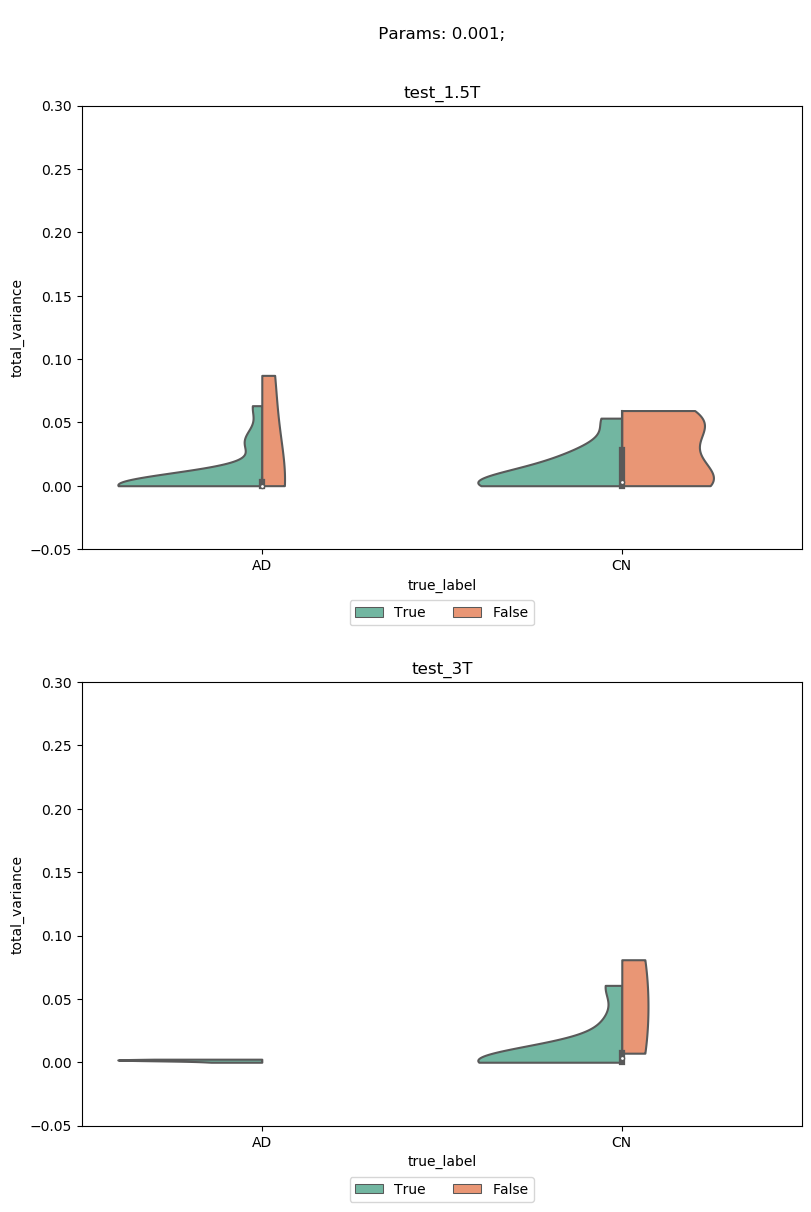 Params: 0.001;
test_1.5T
0.30
0.25
0.20
0.15
0.10
0.05
0.00
−0.05
total_variance
AD CN
true_label
True False
test_3T
0.30
0.25
0.20
0.15
0.10
0.05
0.00
−0.05
total_variance
AD CN
true_label
True False